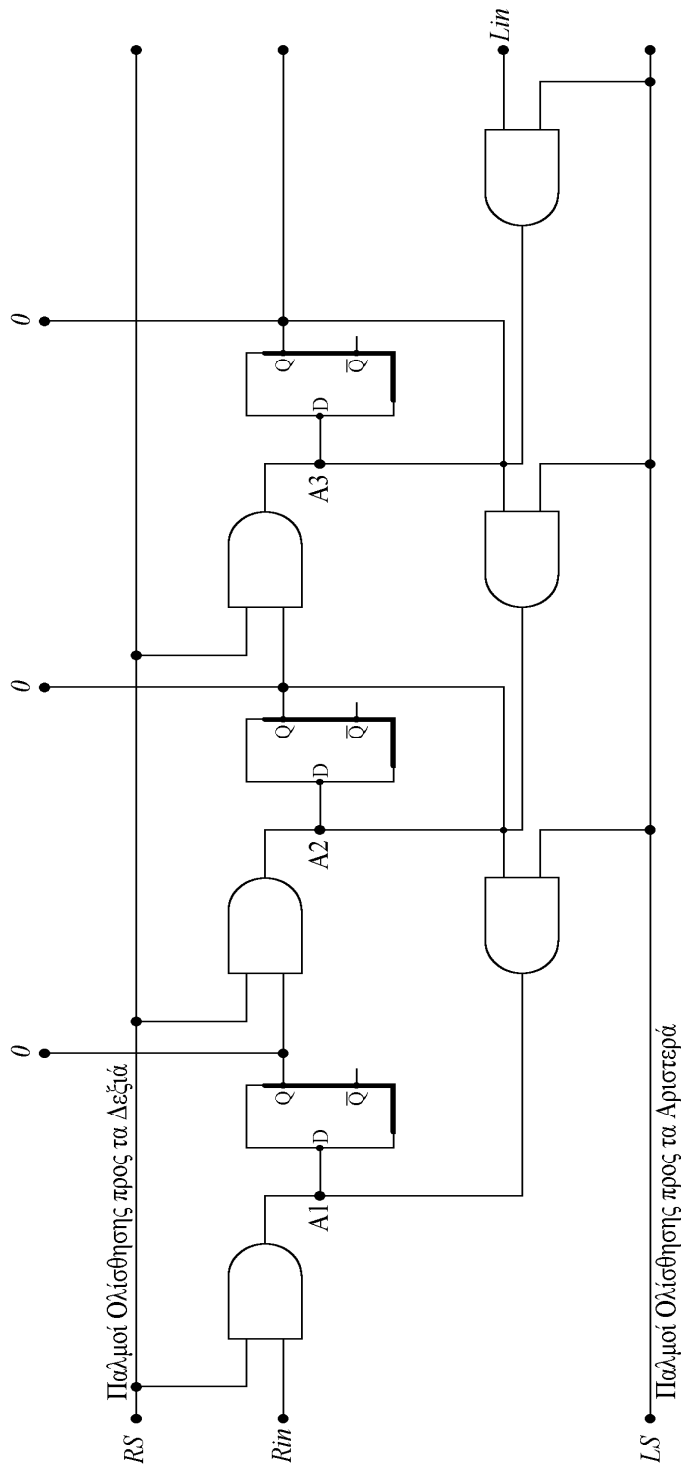 0
0
0
Παλμοί Ολίσθησης προς τα Δεξιά
RS
Q
Q
Q
D
D
D
Q
Q
Q
A1
A2
A3
Rin
Lin
LS
Παλμοί Ολίσθησης προς τα Αριστερά